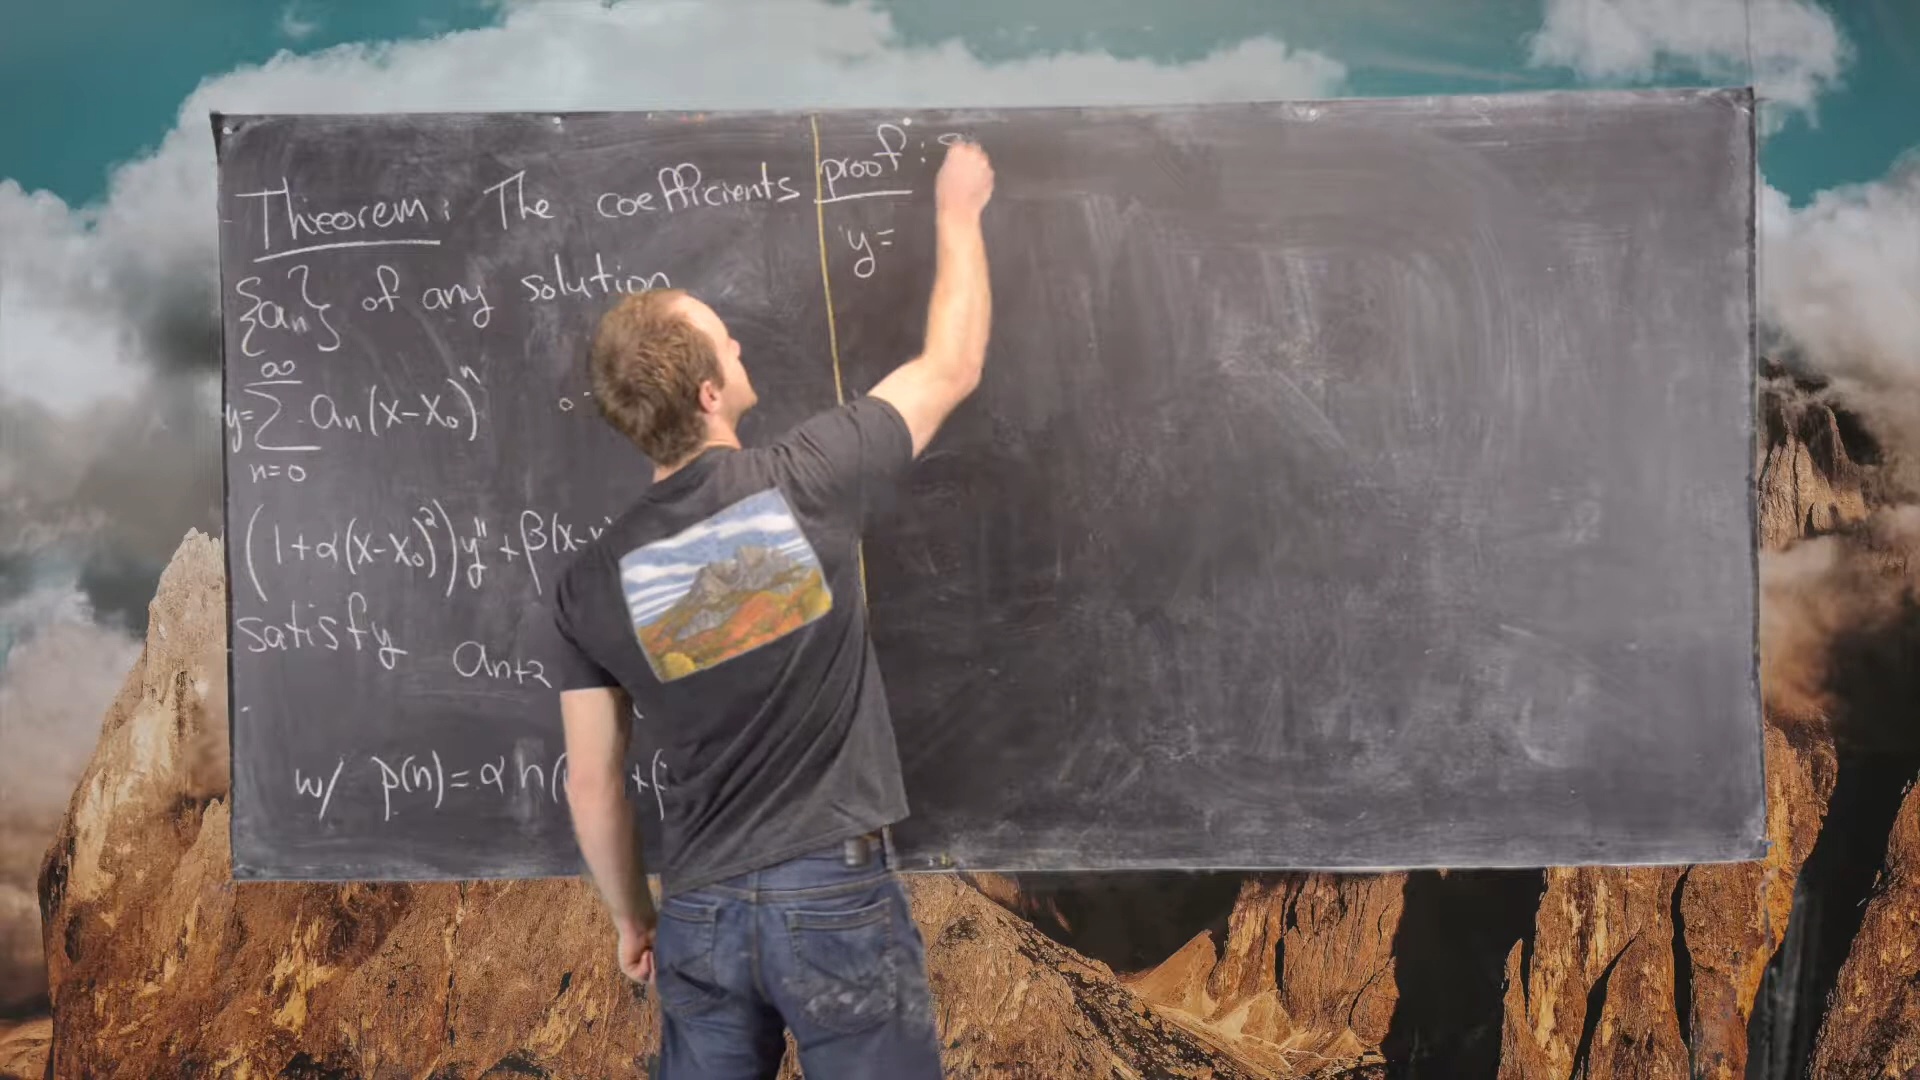 Theorem: The coefficients
{aₙ} of any solution
y = ∑_{n=0}^{∞} aₙ(x-x₀)ⁿ
(1+α(x-x₀)²)y''+β(x-
satisfy aₙ₊₂
w/ p(n)=αn(
proof:
y=